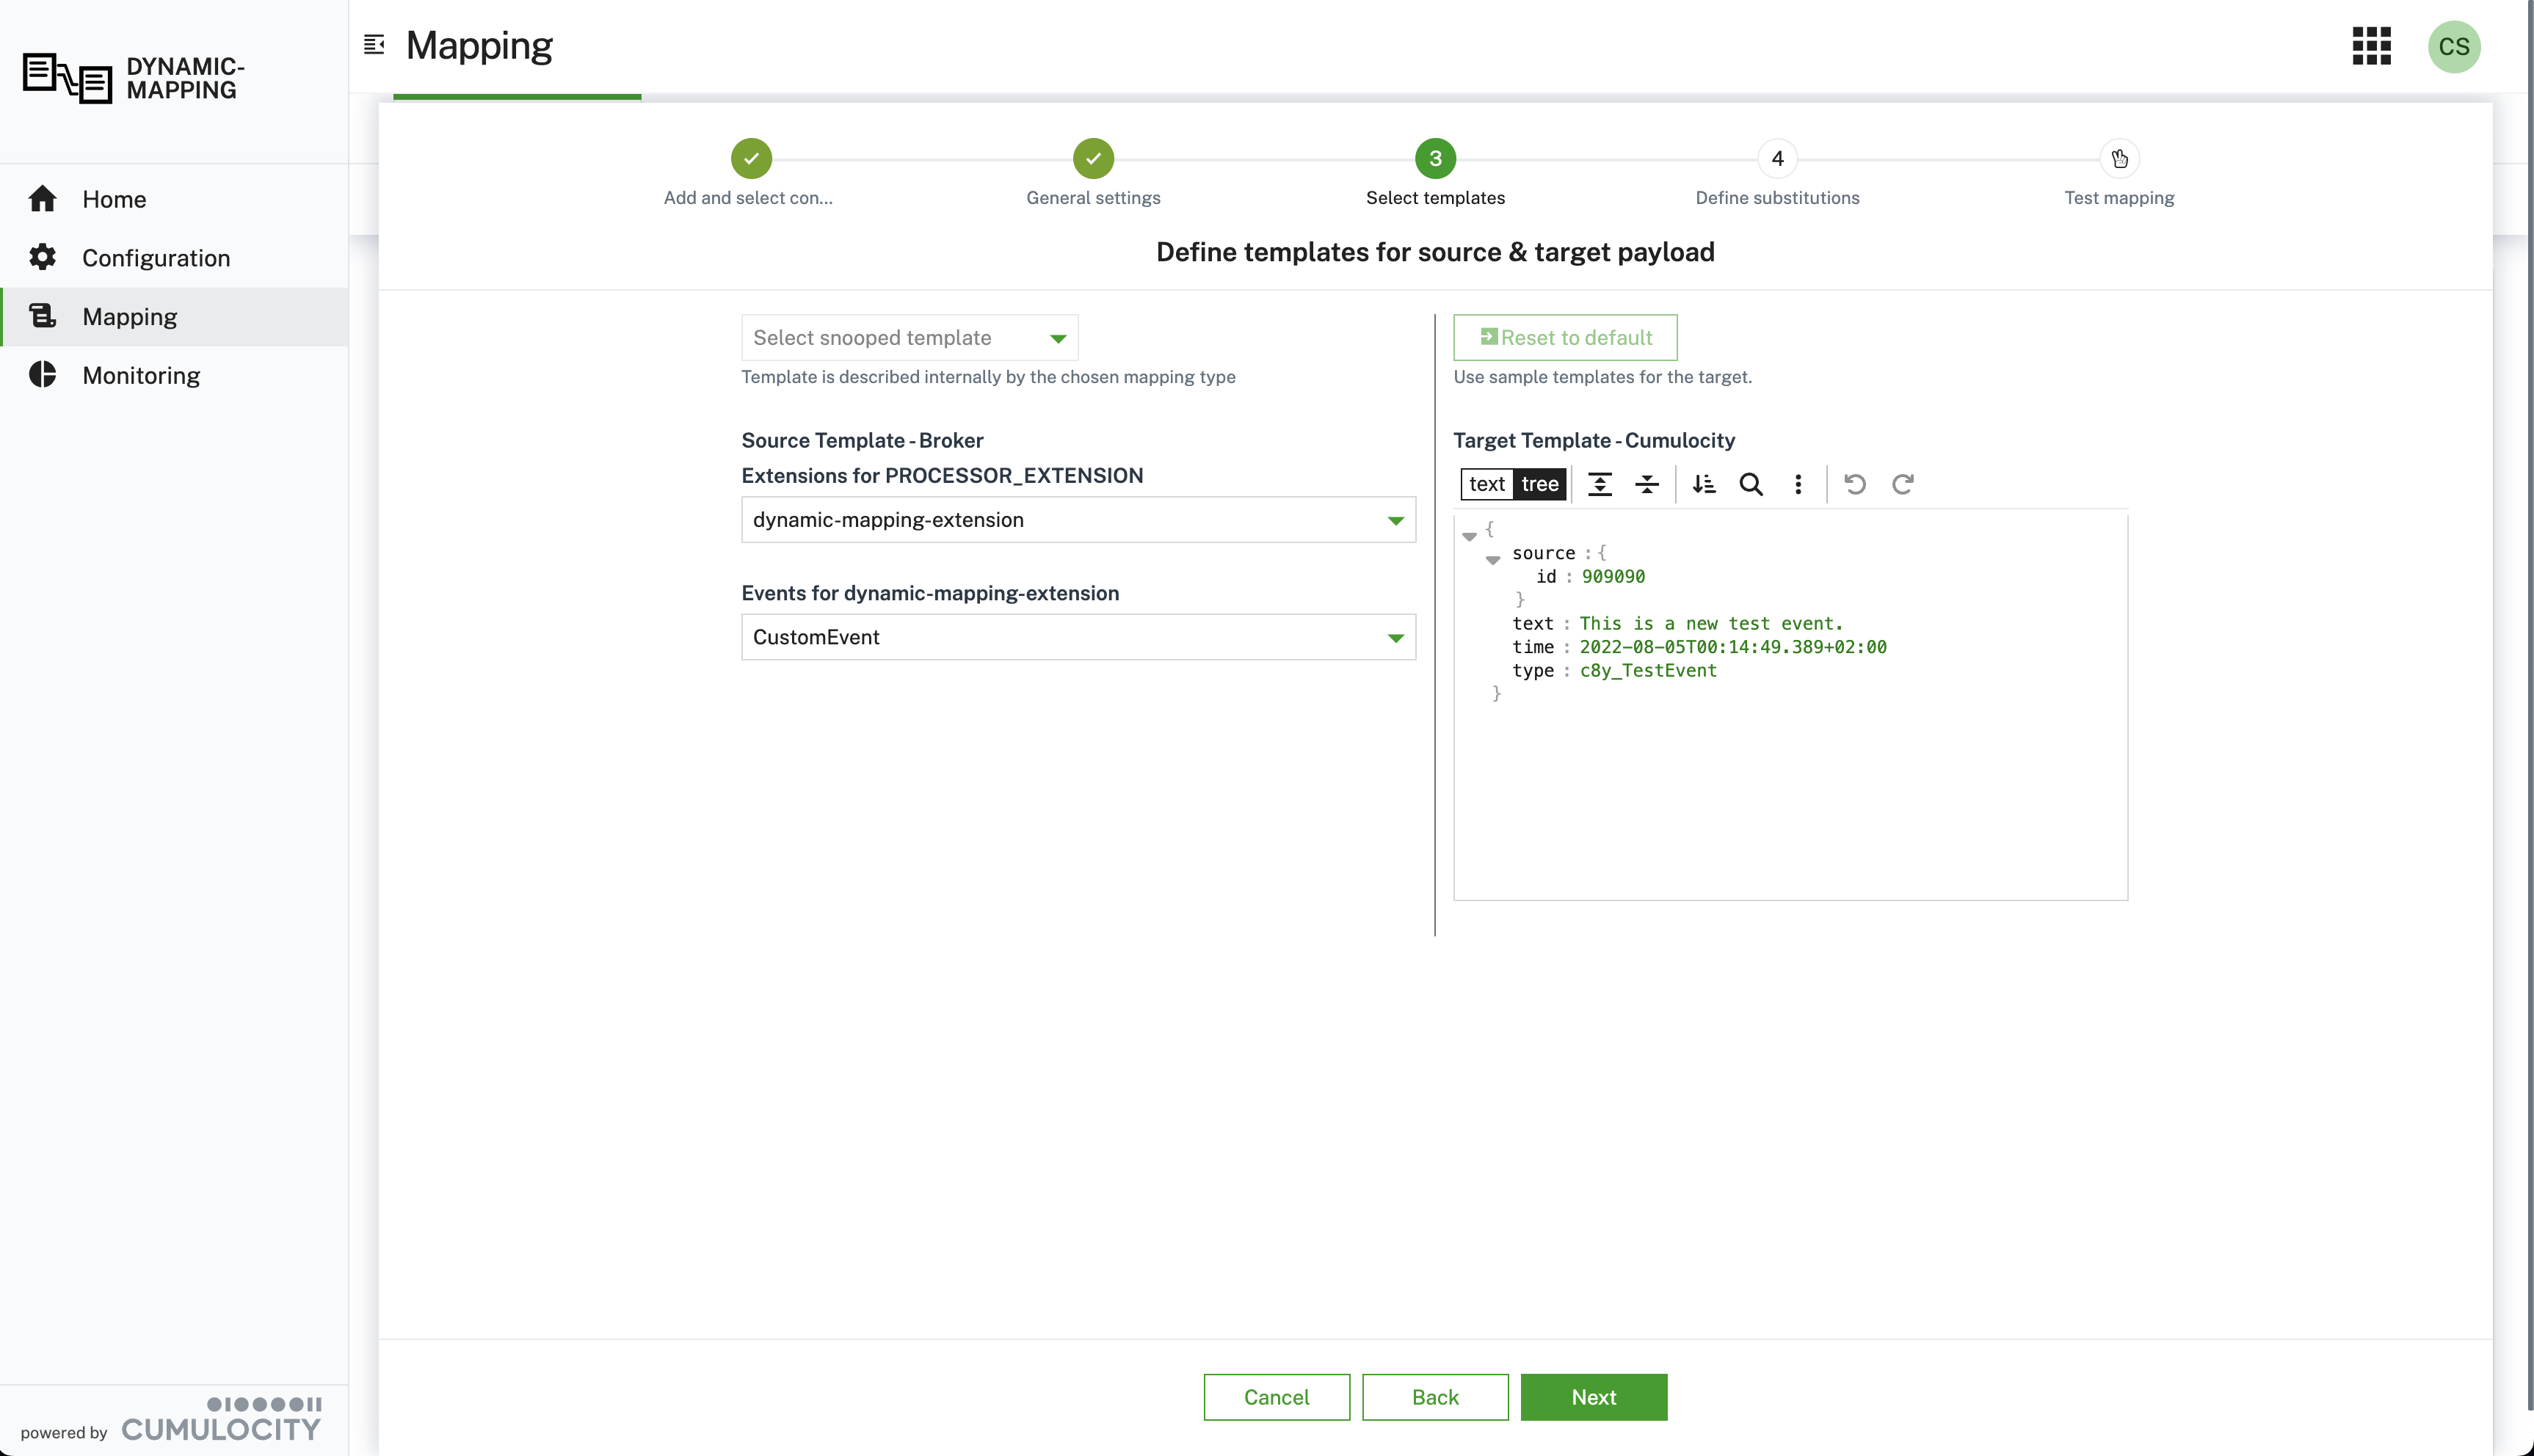 DYNAMIC-
MAPPING
Mapping
CS
Home
Configuration
Mapping
Monitoring
3
4
Add and select con...
General settings
Select templates
Define substitutions
Test mapping
Define templates for source & target payload
Select snooped template
Template is described internally by the chosen mapping type
Source Template - Broker
Extensions for PROCESSOR_EXTENSION
dynamic-mapping-extension
Events for dynamic-mapping-extension
CustomEvent
Reset to default
Use sample templates for the target.
Target Template - Cumulocity
text tree
{
source : {
id : 909090
}
text : This is a new test event.
time : 2022-08-05T00:14:49.389+02:00
type : c8y_TestEvent
}
Cancel
Back
Next
powered by CUMULOCITY